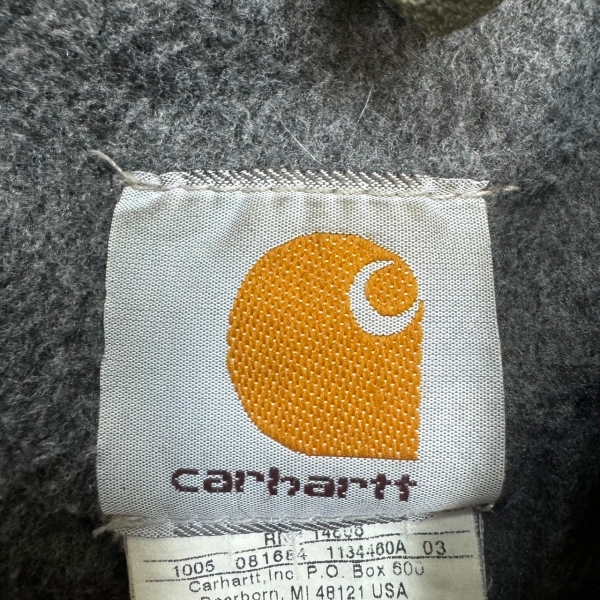 carhartt
RN 14806
1005 081684 1134460A 03
Carhartt, Inc. P.O. Box 600
Dearborn, MI 48121 USA